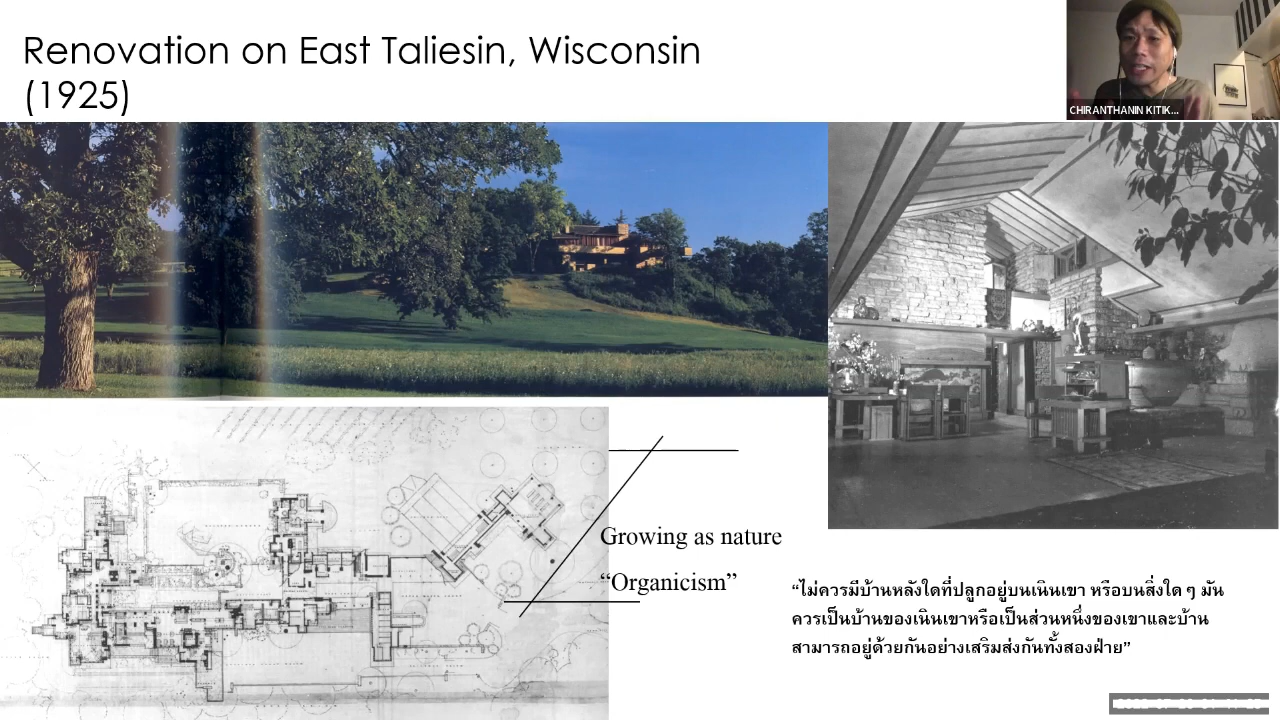 Renovation on East Taliesin, Wisconsin
(1925)
CHIRANTHANIN KITIK...
Growing as nature
“Organicism”
“ไม่ควรมีบ้านหลังใดที่ปลูกอยู่บนเนินเขา หรือบนสิ่งใด ๆ มัน
ควรเป็นบ้านของเนินเขาหรือเป็นส่วนหนึ่งของเขาและบ้าน
สามารถอยู่ด้วยกันอย่างเสริมส่งกันทั้งสองฝ่าย”